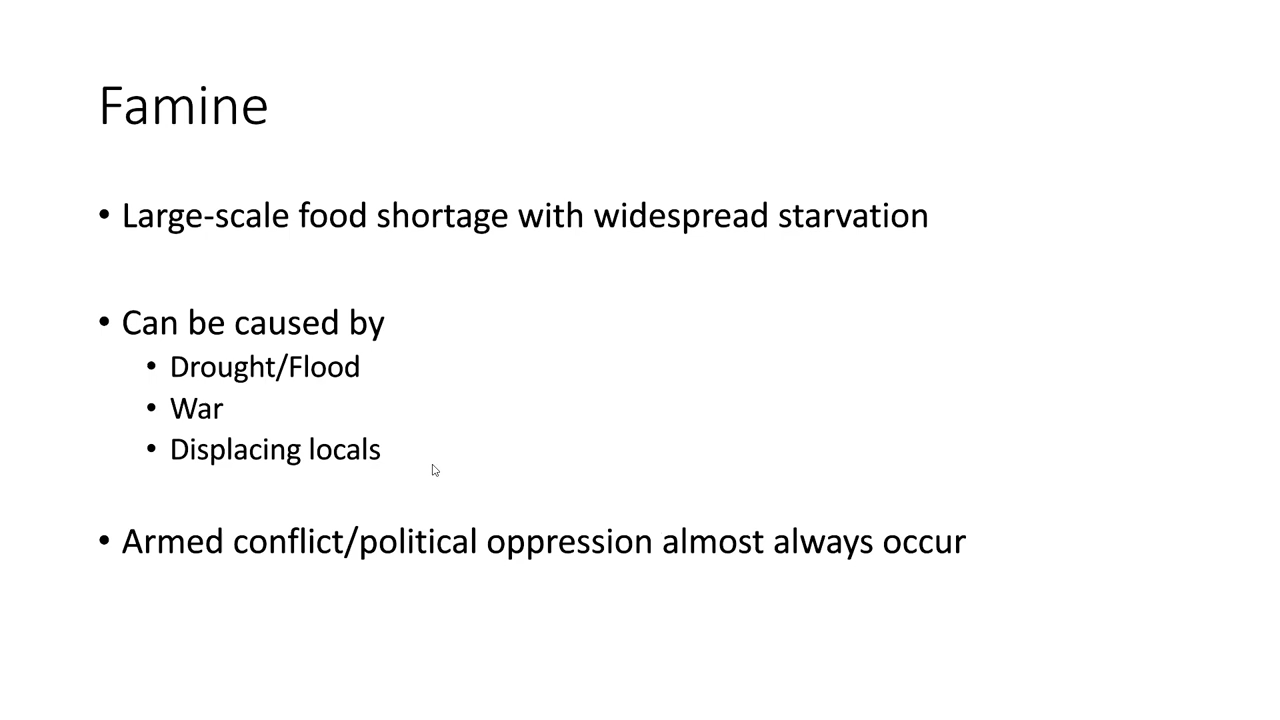 Famine
• Large-scale food shortage with widespread starvation
• Can be caused by
• Drought/Flood
• War
• Displacing locals
• Armed conflict/political oppression almost always occur